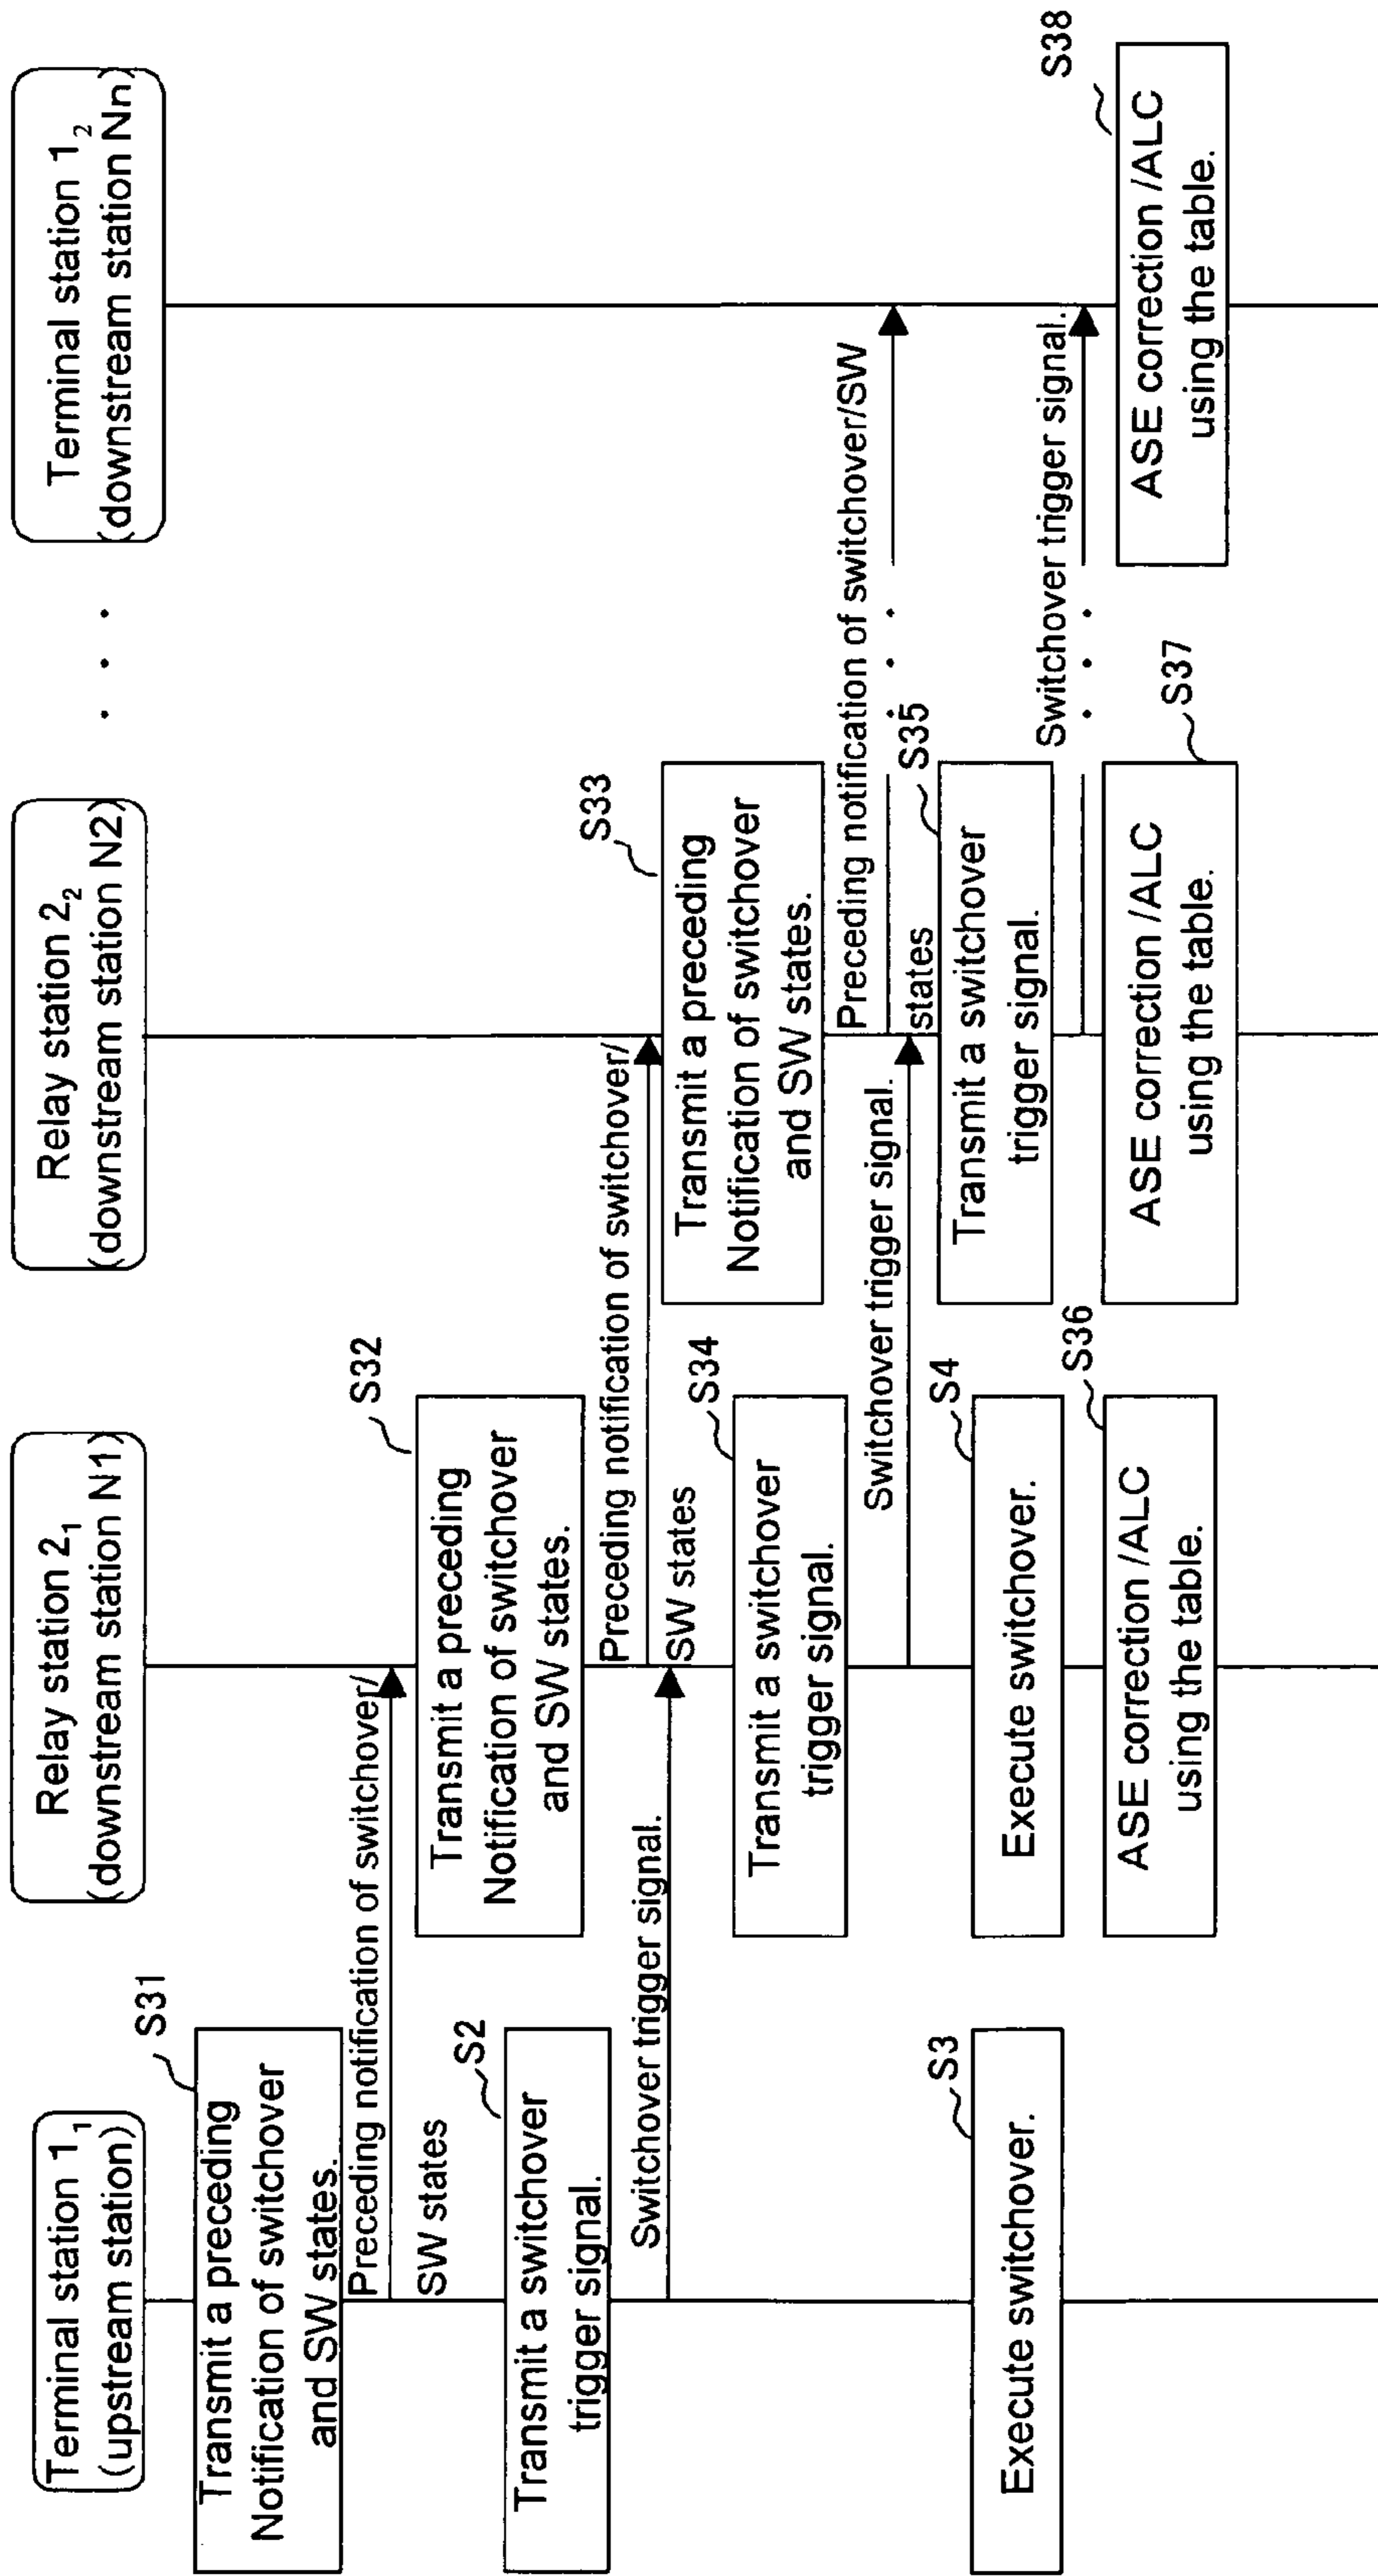 Terminal station 1₁
(upstream station)
Relay station 2₁
(downstream station N1)
Relay station 2₂
(downstream station N2)
. . .
Terminal station 1₂
(downstream station Nn)
S31
Transmit a preceding
Notification of switchover
and SW states.
Preceding notification of switchover/
SW states
S32
Transmit a preceding
Notification of switchover
and SW states.
S2
Transmit a switchover
trigger signal.
Preceding notification of switchover/
SW states
Switchover trigger signal.
S33
Transmit a preceding
Notification of switchover
and SW states.
S34
Transmit a switchover
trigger signal.
Preceding notification of switchover/SW
. . .
states
Switchover trigger signal.
S35
Transmit a switchover
trigger signal.
S3
Execute switchover.
S4
Execute switchover.
Switchover trigger signal.
. . .
S36
ASE correction /ALC
using the table.
S37
ASE correction /ALC
using the table.
S38
ASE correction /ALC
using the table.